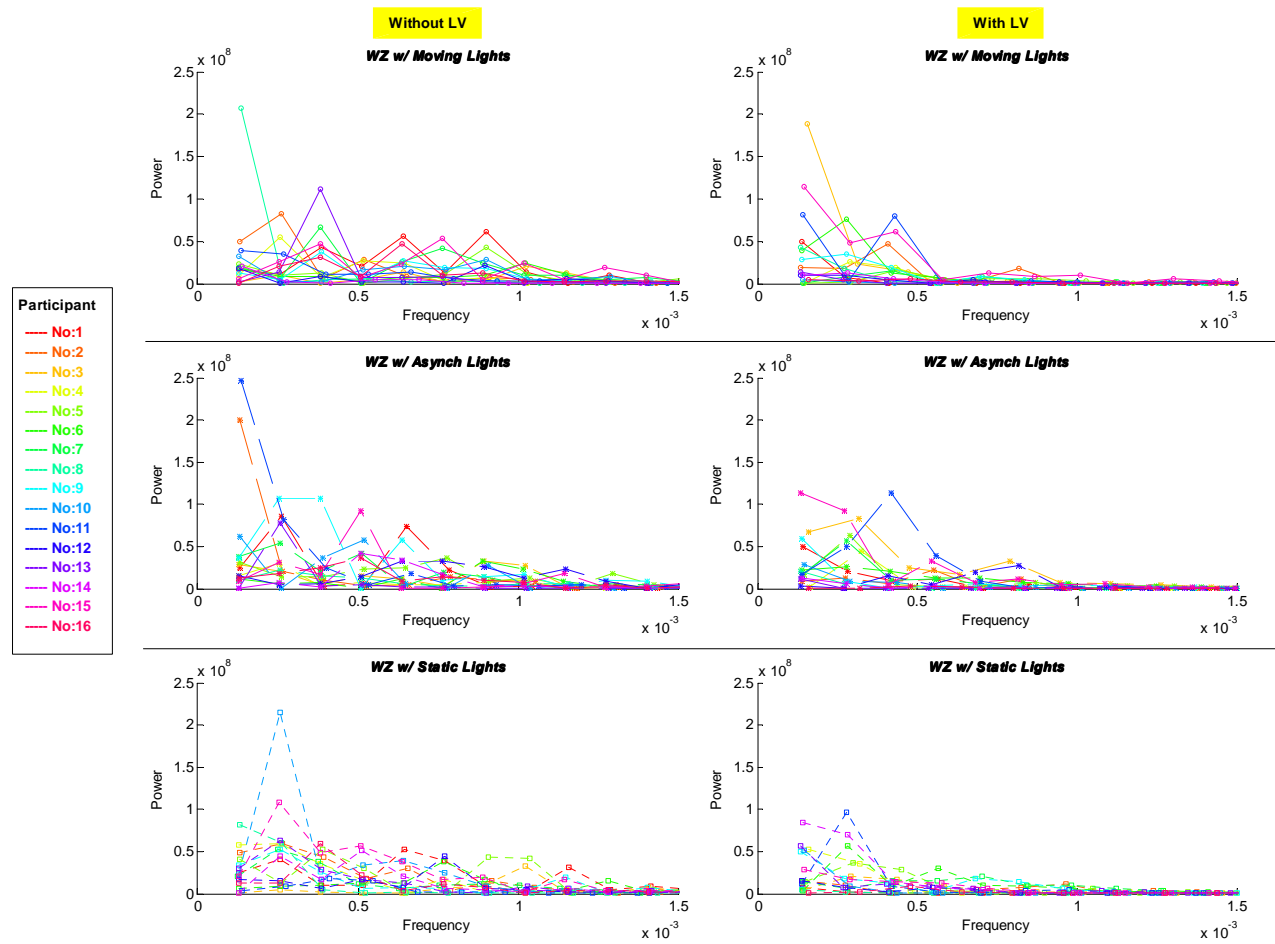 Without LV
With LV
x 10^8
WZ w/ Moving Lights
2.5
2
1.5
1
0.5
0
Power
0
0.5
1
1.5
Frequency
x 10^-3
x 10^8
WZ w/ Moving Lights
2.5
2
1.5
1
0.5
0
Power
0
0.5
1
1.5
Frequency
x 10^-3
Participant
No:1
No:2
No:3
No:4
No:5
No:6
No:7
No:8
No:9
No:10
No:11
No:12
No:13
No:14
No:15
No:16
x 10^8
WZ w/ Asynch Lights
2.5
2
1.5
1
0.5
0
Power
0
0.5
1
1.5
Frequency
x 10^-3
x 10^8
WZ w/ Asynch Lights
2.5
2
1.5
1
0.5
0
Power
0
0.5
1
1.5
Frequency
x 10^-3
x 10^8
WZ w/ Static Lights
2.5
2
1.5
1
0.5
0
Power
0
0.5
1
1.5
Frequency
x 10^-3
x 10^8
WZ w/ Static Lights
2.5
2
1.5
1
0.5
0
Power
0
0.5
1
1.5
Frequency
x 10^-3